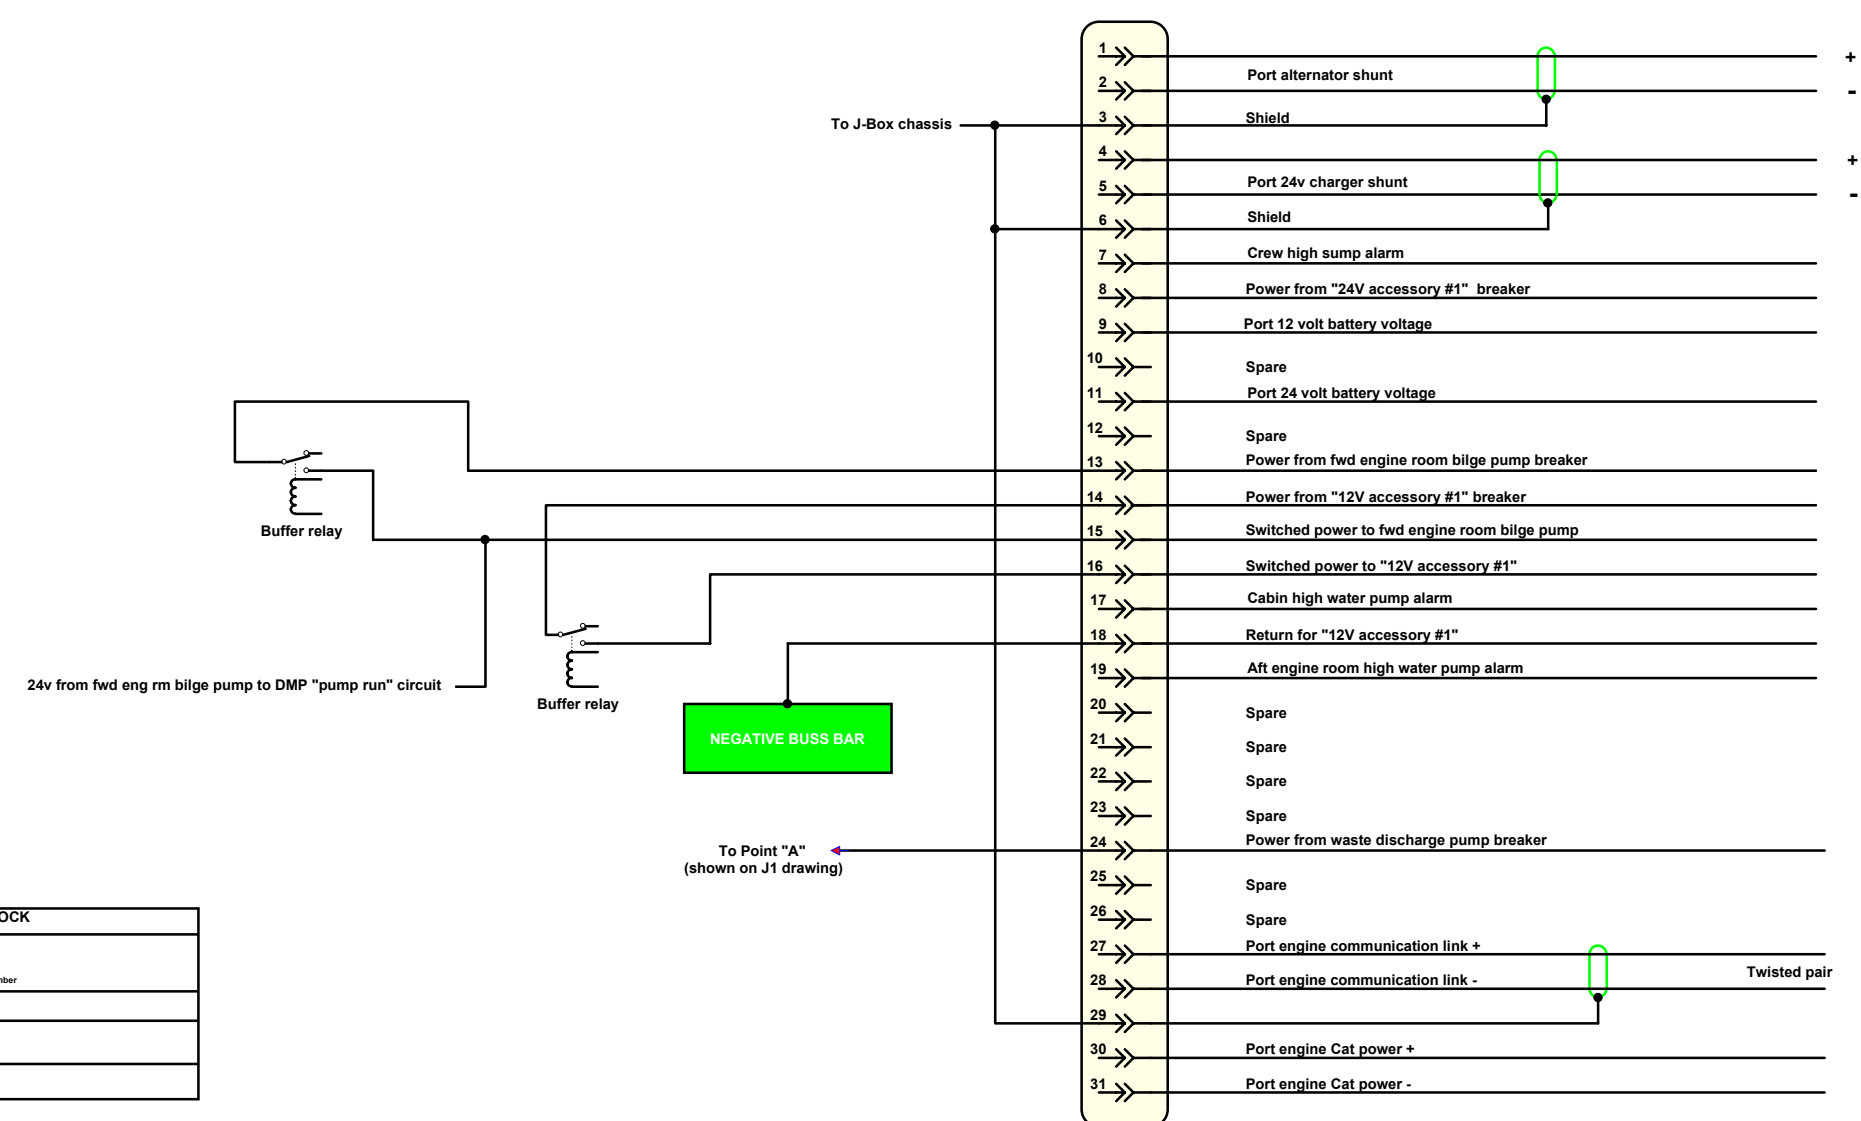 1
+
Port alternator shunt
2
-
To J-Box chassis
3
Shield
4
+
5
Port 24v charger shunt
-
6
Shield
7
Crew high sump alarm
8
Power from "24V accessory #1" breaker
9
Port 12 volt battery voltage
10
Spare
11
Port 24 volt battery voltage
12
Spare
13
Power from fwd engine room bilge pump breaker
14
Power from "12V accessory #1" breaker
Buffer relay
15
Switched power to fwd engine room bilge pump
16
Switched power to "12V accessory #1"
17
Cabin high water pump alarm
18
Return for "12V accessory #1"
19
Aft engine room high water pump alarm
24v from fwd eng rm bilge pump to DMP "pump run" circuit
Buffer relay
20
Spare
NEGATIVE BUSS BAR
21
Spare
22
Spare
23
Spare
24
Power from waste discharge pump breaker
To Point "A"
(shown on J1 drawing)
25
Spare
26
Spare
OCK
27
Port engine communication link +
Twisted pair
28
Port engine communication link -
29
30
Port engine Cat power +
31
Port engine Cat power -